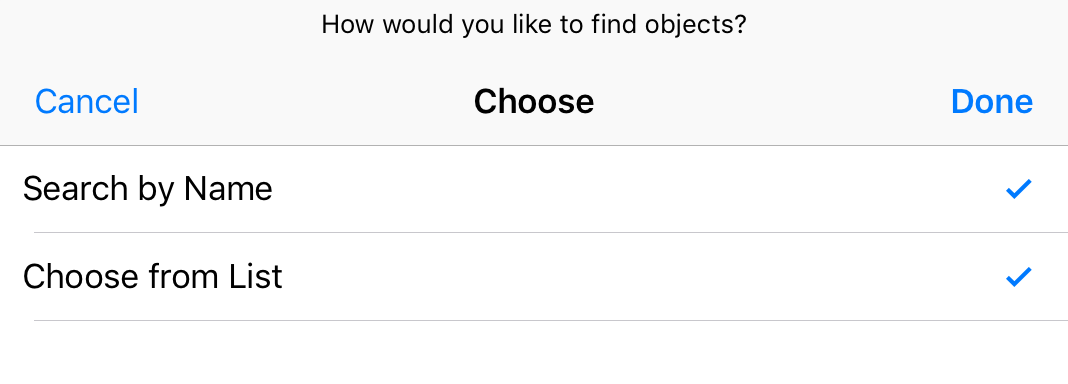 How would you like to find objects?
Cancel Choose Done
Search by Name
Choose from List